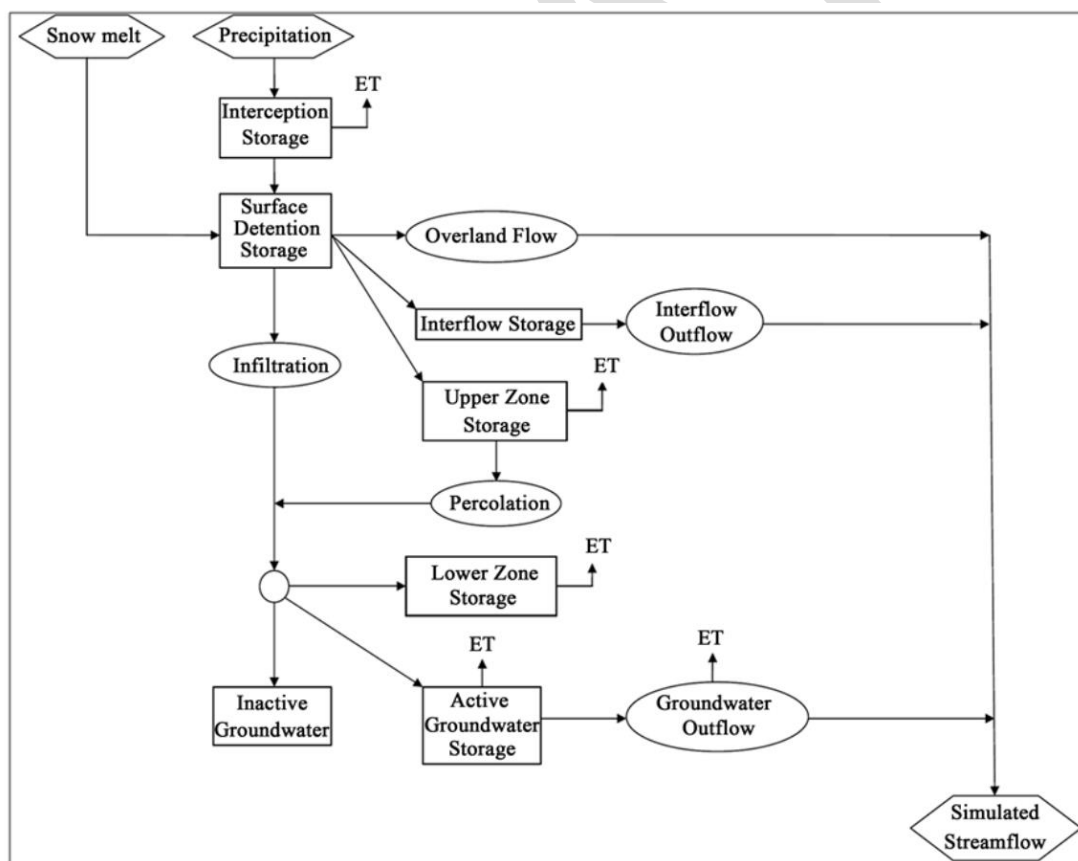 Snow melt
Precipitation
ET
Interception
Storage
Surface
Detention
Storage
Overland Flow
Interflow Storage
Interflow
Outflow
Infiltration
ET
Upper Zone
Storage
Percolation
ET
Lower Zone
Storage
ET
ET
Inactive
Groundwater
Active
Groundwater
Storage
Groundwater
Outflow
Simulated
Streamflow